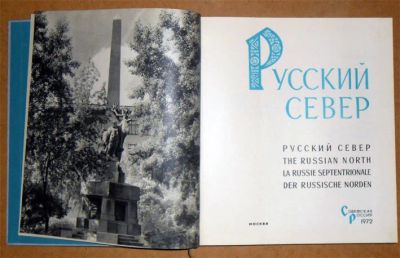 РУССКИЙ
СЕВЕР
РУССКИЙ СЕВЕР
THE RUSSIAN NORTH
LA RUSSIE SEPTENTRIONALE
DER RUSSISCHE NORDEN
СОВЕТСКАЯ
РОССИЯ
1972
МОСКВА